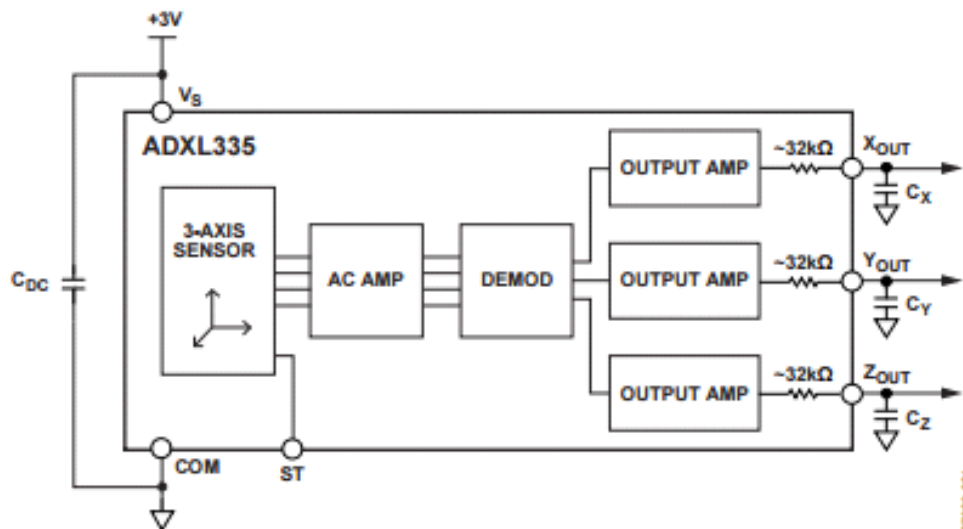 +3V
VS
ADXL335
3-AXIS
SENSOR
AC AMP
DEMOD
OUTPUT AMP
~32kΩ
XOUT
CX
OUTPUT AMP
~32kΩ
YOUT
CY
OUTPUT AMP
~32kΩ
ZOUT
CZ
CDC
COM
ST